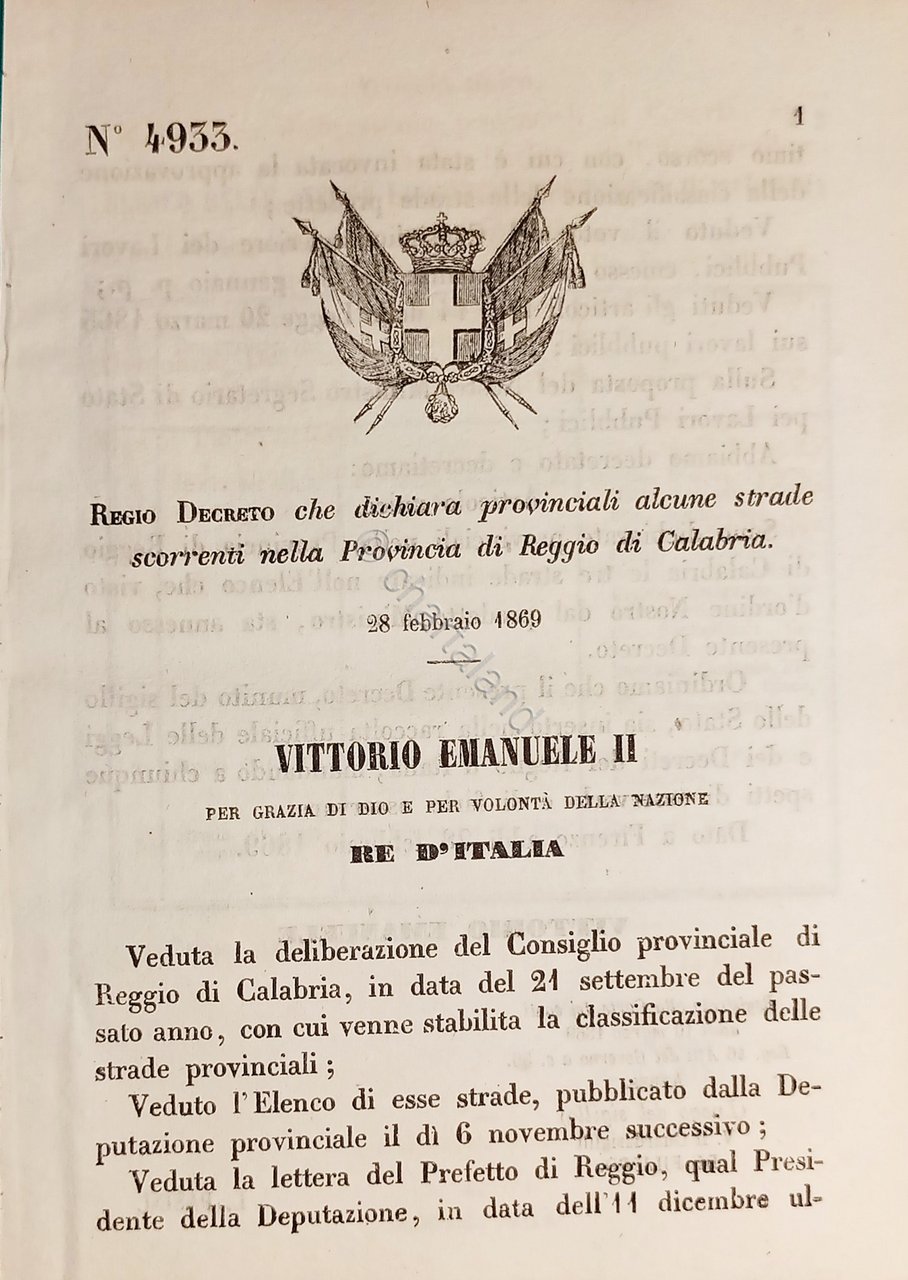 1
Nº 4933.
REGIO DECRETO che dichiara provinciali alcune strade
scorrenti nella Provincia di Reggio di Calabria.
28 febbraio 1869
VITTORIO EMANUELE II
PER GRAZIA DI DIO E PER VOLONTÀ DELLA NAZIONE
RE D'ITALIA
Veduta la deliberazione del Consiglio provinciale di
Reggio di Calabria, in data del 21 settembre del pas-
sato anno, con cui venne stabilita la classificazione delle
strade provinciali;
Veduto l'Elenco di esse strade, pubblicato dalla De-
putazione provinciale il dì 6 novembre successivo;
Veduta la lettera del Prefetto di Reggio, qual Presi-
dente della Deputazione, in data dell'11 dicembre ul-
© chartaland